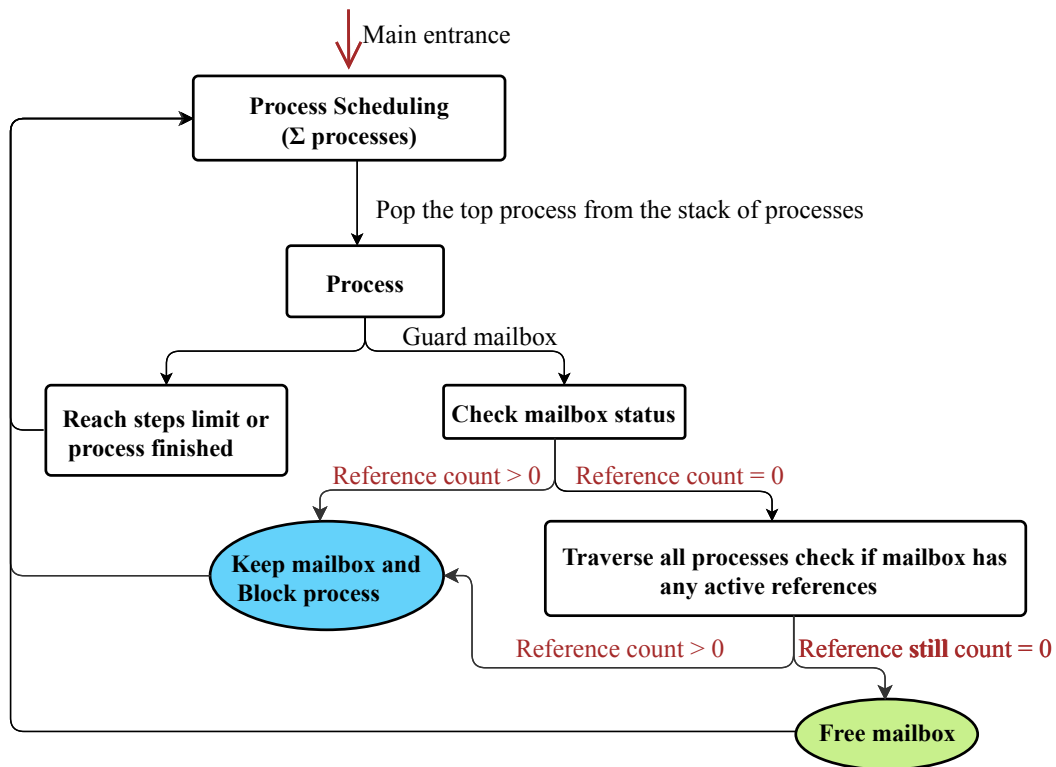 Main entrance
Process Scheduling
(Σ processes)
Pop the top process from the stack of processes
Process
Guard mailbox
Reach steps limit or
process finished
Check mailbox status
Reference count > 0
Reference count = 0
Keep mailbox and
Block process
Traverse all processes check if mailbox has
any active references
Reference count > 0
Reference still count = 0
Free mailbox